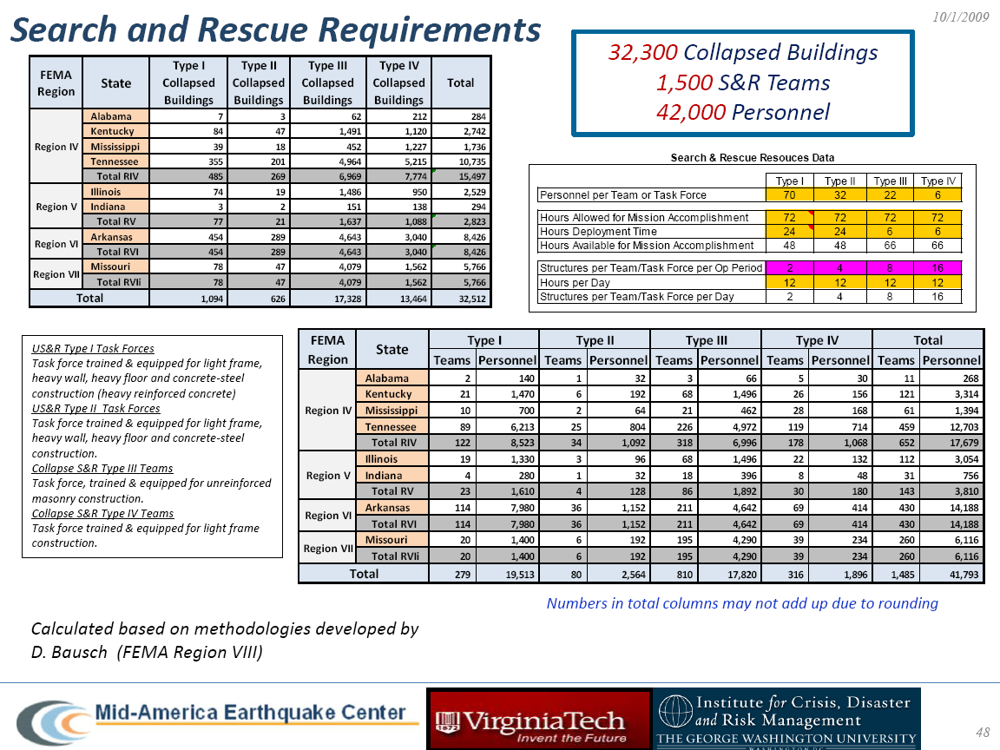 Search and Rescue Requirements
10/1/2009
32,300 Collapsed Buildings
1,500 S&R Teams
42,000 Personnel
FEMA Region State Type I Collapsed Buildings Type II Collapsed Buildings Type III Collapsed Buildings Type IV Collapsed Buildings Total
Region IV
Alabama 7 3 62 212 284
Kentucky 84 47 1,491 1,120 2,742
Mississippi 39 18 452 1,227 1,736
Tennessee 355 201 4,964 5,215 10,735
Total RIV 485 269 6,969 7,774 15,497
Region V
Illinois 74 19 1,486 950 2,529
Indiana 3 2 151 138 294
Total RV 77 21 1,637 1,088 2,823
Region VI
Arkansas 454 289 4,643 3,040 8,426
Total RVI 454 289 4,643 3,040 8,426
Region VII
Missouri 78 47 4,079 1,562 5,766
Total RVIi 78 47 4,079 1,562 5,766
Total 1,094 626 17,328 13,464 32,512
Search & Rescue Resouces Data
Type I Type II Type III Type IV
Personnel per Team or Task Force 70 32 22 6
Hours Allowed for Mission Accomplishment 72 72 72 72
Hours Deployment Time 24 24 6 6
Hours Available for Mission Accomplishment 48 48 66 66
Structures per Team/Task Force per Op Period 2 4 8 16
Hours per Day 12 12 12 12
Structures per Team/Task Force per Day 2 4 8 16
US&R Type I Task Forces
Task force trained & equipped for light frame,
heavy wall, heavy floor and concrete-steel
construction (heavy reinforced concrete)
US&R Type II Task Forces
Task force trained & equipped for light frame,
heavy wall, heavy floor and concrete-steel
construction.
Collapse S&R Type III Teams
Task force, trained & equipped for unreinforced
masonry construction.
Collapse S&R Type IV Teams
Task force trained & equipped for light frame
construction.
FEMA Region State Type I Type II Type III Type IV Total
Teams Personnel Teams Personnel Teams Personnel Teams Personnel Teams Personnel
Region IV
Alabama 2 140 1 32 3 66 5 30 11 268
Kentucky 21 1,470 6 192 68 1,496 26 156 121 3,314
Mississippi 10 700 2 64 21 462 28 168 61 1,394
Tennessee 89 6,213 25 804 226 4,972 119 714 459 12,703
Total RIV 122 8,523 34 1,092 318 6,996 178 1,068 652 17,679
Region V
Illinois 19 1,330 3 96 68 1,496 22 132 112 3,054
Indiana 4 280 1 32 18 396 8 48 31 756
Total RV 23 1,610 4 128 86 1,892 30 180 143 3,810
Region VI
Arkansas 114 7,980 36 1,152 211 4,642 69 414 430 14,188
Total RVI 114 7,980 36 1,152 211 4,642 69 414 430 14,188
Region VII
Missouri 20 1,400 6 192 195 4,290 39 234 260 6,116
Total RVIi 20 1,400 6 192 195 4,290 39 234 260 6,116
Total 279 19,513 80 2,564 810 17,820 316 1,896 1,485 41,793
Numbers in total columns may not add up due to rounding
Calculated based on methodologies developed by
D. Bausch (FEMA Region VIII)
Mid-America Earthquake Center
1872
VirginiaTech
Invent the Future
Institute for Crisis, Disaster
and Risk Management
THE GEORGE WASHINGTON UNIVERSITY
WASHINGTON DC
48